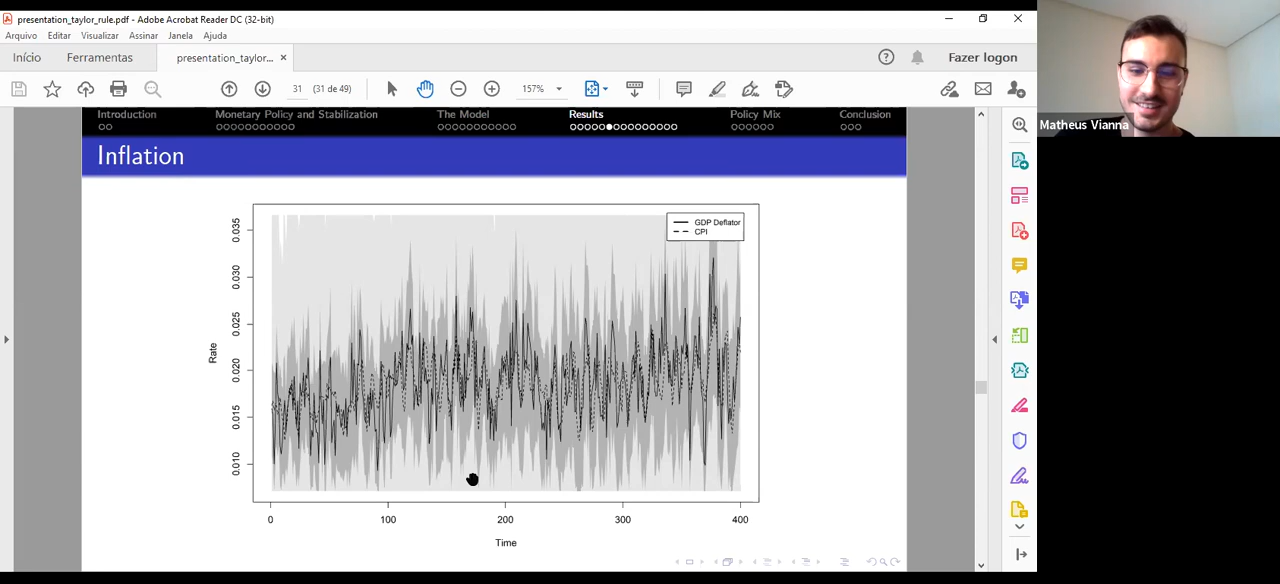 presentation_taylor_rule.pdf - Adobe Acrobat Reader DC (32-bit)
Arquivo Editar Visualizar Assinar Janela Ajuda
Início Ferramentas presentation_taylor... × Fazer logon
31 (31 de 49) 157%
Matheus Vianna
Introduction Monetary Policy and Stabilization The Model Results Policy Mix Conclusion
Inflation
GDP Deflator
CPI
0.035
0.030
0.025
0.020
0.015
0.010
Rate
0 100 200 300 400
Time